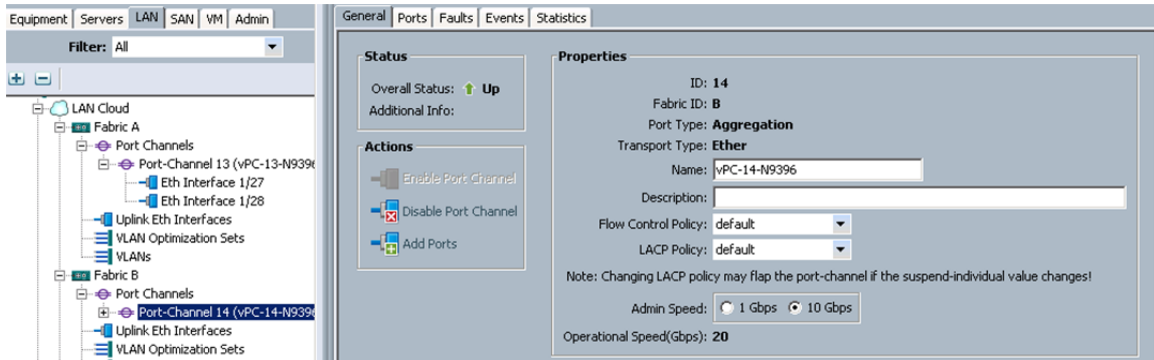 Equipment Servers LAN SAN VM Admin
Filter: All
LAN Cloud
Fabric A
Port Channels
Port-Channel 13 (vPC-13-N9396
Eth Interface 1/27
Eth Interface 1/28
Uplink Eth Interfaces
VLAN Optimization Sets
VLANs
Fabric B
Port Channels
Port-Channel 14 (vPC-14-N9396
Uplink Eth Interfaces
VLAN Optimization Sets
General Ports Faults Events Statistics
Status
Overall Status: Up
Additional Info:
Actions
Enable Port Channel
Disable Port Channel
Add Ports
Properties
ID: 14
Fabric ID: B
Port Type: Aggregation
Transport Type: Ether
Name: vPC-14-N9396
Description:
Flow Control Policy: default
LACP Policy: default
Note: Changing LACP policy may flap the port-channel if the suspend-individual value changes!
Admin Speed: 1 Gbps 10 Gbps
Operational Speed(Gbps): 20